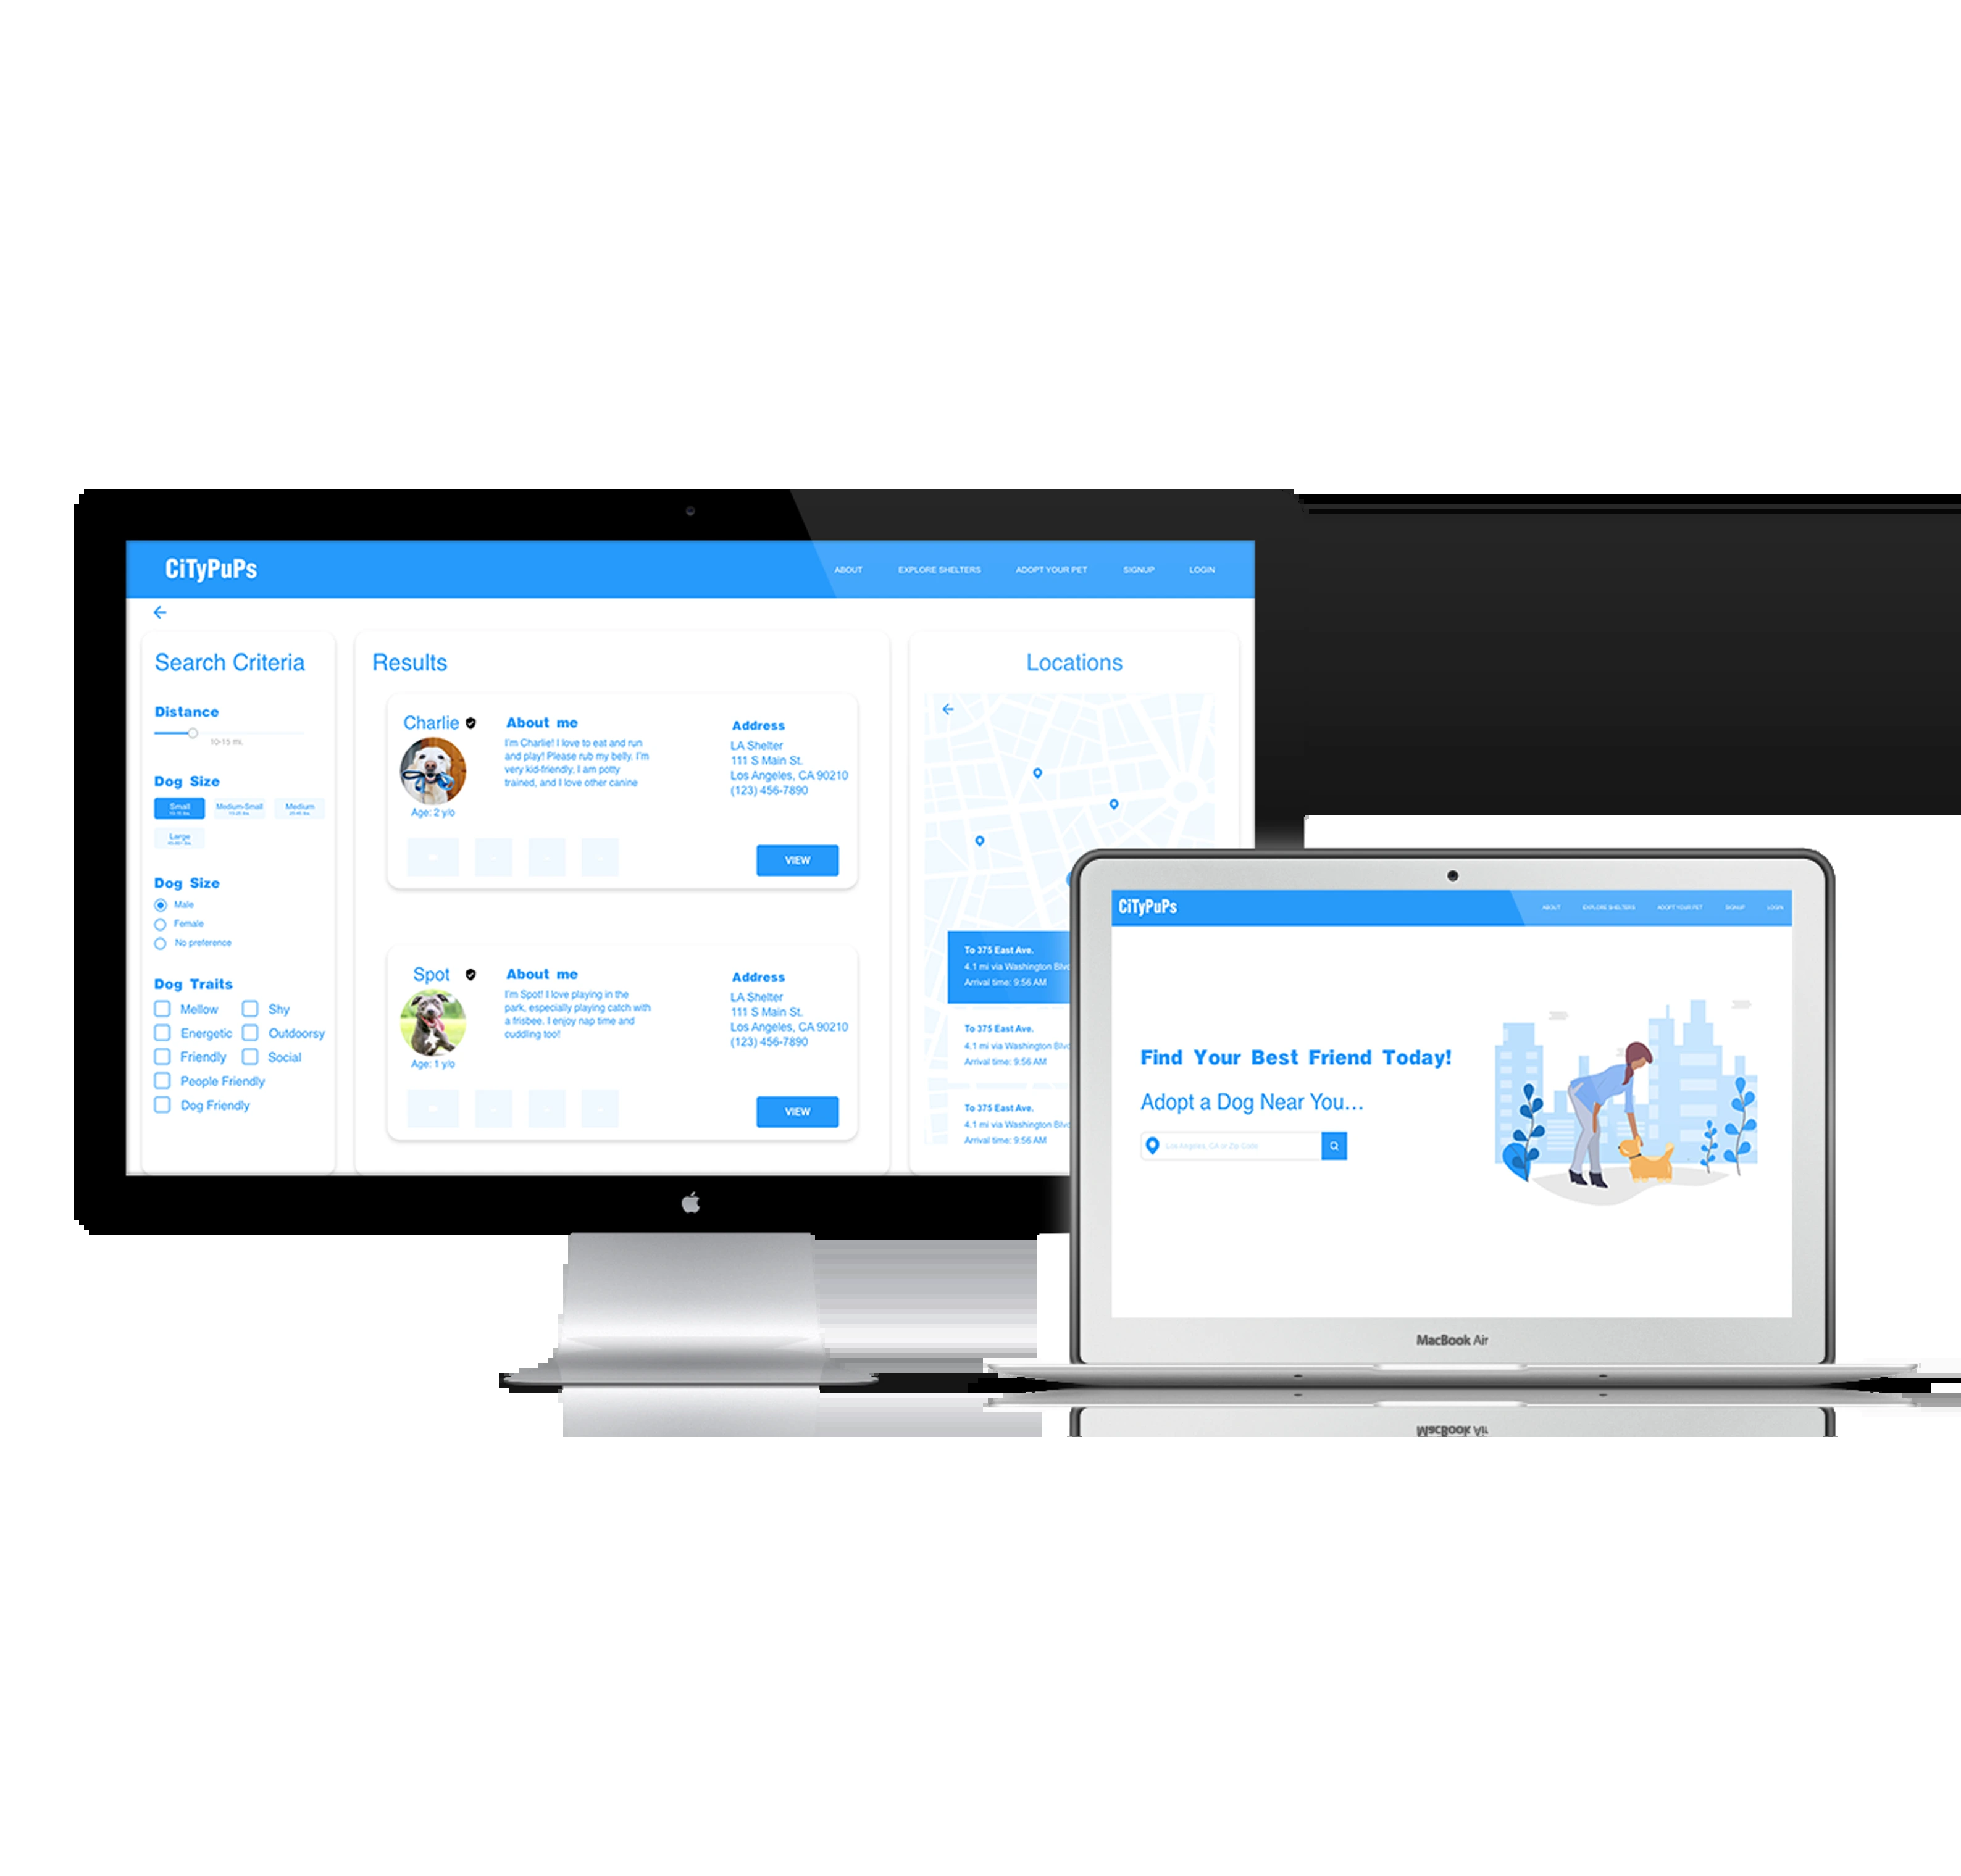 CiTyPuPs
ABOUT
EXPLORE SHELTERS
ADOPT YOUR PET
SIGNUP
LOGIN
Search Criteria
Distance
10-15 mi.
Dog Size
Small
Medium-Small
Medium
Large
Dog Size
Male
Female
No preference
Dog Traits
Mellow
Shy
Energetic
Outdoorsy
Friendly
Social
People Friendly
Dog Friendly
Results
Charlie
Age: 2 y/o
About me
I'm Charlie! I love to eat and run
and play! Please rub my belly. I'm
very kid-friendly, I am potty
trained, and I love other canine
Address
LA Shelter
111 S Main St.
Los Angeles, CA 90210
(123) 456-7890
VIEW
Spot
Age: 1 y/o
About me
I'm Spot! I love playing in the
park, especially playing catch with
a frisbee. I enjoy nap time and
cuddling too!
Address
LA Shelter
111 S Main St.
Los Angeles, CA 90210
(123) 456-7890
VIEW
Locations
To 375 East Ave.
4.1 mi via Washington Blvd
Arrival time: 9:56 AM
To 375 East Ave.
4.1 mi via Washington Blvd
Arrival time: 9:56 AM
To 375 East Ave.
4.1 mi via Washington Blvd
Arrival time: 9:56 AM
CiTyPuPs
ABOUT
EXPLORE SHELTERS
ADOPT YOUR PET
SIGNUP
LOGIN
Find Your Best Friend Today!
Adopt a Dog Near You...
Los Angeles, CA or Zip Code
MacBook Air